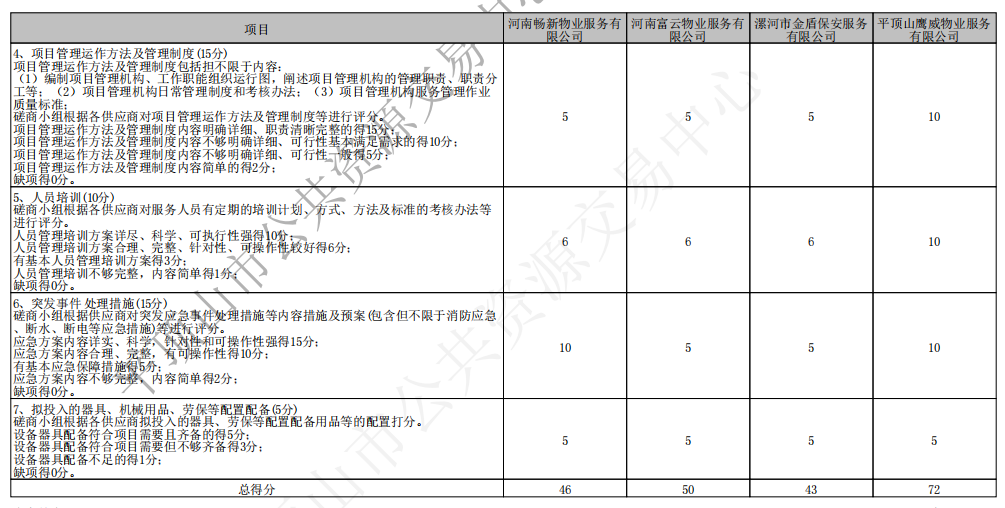 项目
河南畅新物业服务有
限公司
河南富云物业服务有
限公司
漯河市金盾保安服务
有限公司
平顶山鹰威物业服务
有限公司
4、项目管理运作方法及管理制度(15分)
项目管理运作方法及管理制度包括担不限于内容:
(1)编制项目管理机构、工作职能组织运行图，阐述项目管理机构的管理职责、职责分
工等；(2)项目管理机构日常管理制度和考核办法；(3)项目管理机构服务管理作业
质量标准;
磋商小组根据各供应商对项目管理运作方法及管理制度等进行评分。
项目管理运作方法及管理制度内容明确详细、职责清晰完整的得15分;
项目管理运作方法及管理制度内容不够明确详细、可行性基本满足需求的得10分;
项目管理运作方法及管理制度内容不够明确详细、可行性一般得5分;
项目管理运作方法及管理制度内容简单的得2分;
缺项得0分。
5
5
5
10
5、人员培训(10分)
磋商小组根据各供应商对服务人员有定期的培训计划、方式、方法及标准的考核办法等
进行评分。
人员管理培训方案详尽、科学、可执行性强得10分;
人员管理培训方案合理、完整、针对性、可操作性较好得6分;
有基本人员管理培训方案得3分;
人员管理培训不够完整，内容简单得1分;
缺项得0分。
6
6
6
10
6、突发事件处理措施(15分)
磋商小组根据供应商对突发应急事件处理措施等内容措施及预案(包含但不限于消防应急
、断水、断电等应急措施)等进行评分。
应急方案内容详实、科学、针对性和可操作性强得15分;
应急方案内容合理、完整，有可操作性得10分;
有基本应急保障措施得5分;
应急方案内容不够完整，内容简单得2分;
缺项得0分。
10
5
5
10
7、拟投入的器具、机械用品、劳保等配置配备(5分)
磋商小组根据各供应商拟投入的器具、劳保等配置配备用品等的配置打分。
设备器具配备符合项目需要且齐备的得5分;
设备器具配备符合项目需要但不够齐备得3分;
设备器具配备不足的得1分;
缺项得0分。
5
5
5
5
总得分
46
50
43
72
平顶山市公共资源交易中心
平顶山市公共资源交易中心